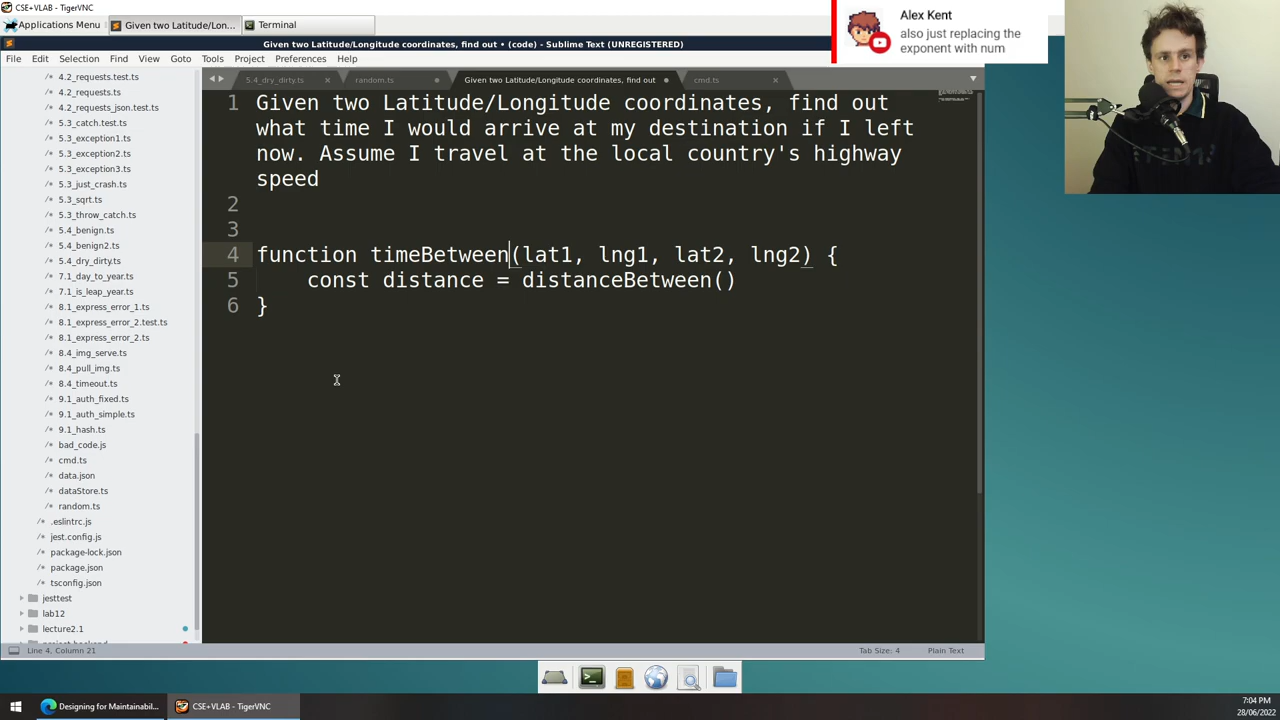 CSE+VLAB - TigerVNC
Applications Menu
Given two Latitude/Lon...
Terminal
Given two Latitude/Longitude coordinates, find out • (code) - Sublime Text (UNREGISTERED)
File Edit Selection Find View Goto Tools Project Preferences Help
Alex Kent
also just replacing the
exponent with num
5.4_dry_dirty.ts
random.ts
Given two Latitude/Longitude coordinates, find out
cmd.ts
4.2_requests.test.ts
4.2_requests.ts
4.2_requests_json.test.ts
5.3_catch.test.ts
5.3_exception1.ts
5.3_exception2.ts
5.3_exception3.ts
5.3_just_crash.ts
5.3_sqrt.ts
5.3_throw_catch.ts
5.4_benign.ts
5.4_benign2.ts
5.4_dry_dirty.ts
7.1_day_to_year.ts
7.1_is_leap_year.ts
8.1_express_error_1.ts
8.1_express_error_2.test.ts
8.1_express_error_2.ts
8.4_img_serve.ts
8.4_pull_img.ts
8.4_timeout.ts
9.1_auth_fixed.ts
9.1_auth_simple.ts
9.1_hash.ts
bad_code.js
cmd.ts
data.json
dataStore.ts
random.ts
.eslintrc.js
jest.config.js
package-lock.json
package.json
tsconfig.json
jesttest
lab12
lecture2.1
1 Given two Latitude/Longitude coordinates, find out
what time I would arrive at my destination if I left
now. Assume I travel at the local country's highway
speed
2
3
4 function timeBetween(lat1, lng1, lat2, lng2) {
5 const distance = distanceBetween()
6 }
Line 4, Column 21
Tab Size: 4
Plain Text
Designing for Maintainabil...
CSE+VLAB - TigerVNC
7:04 PM
28/06/2022